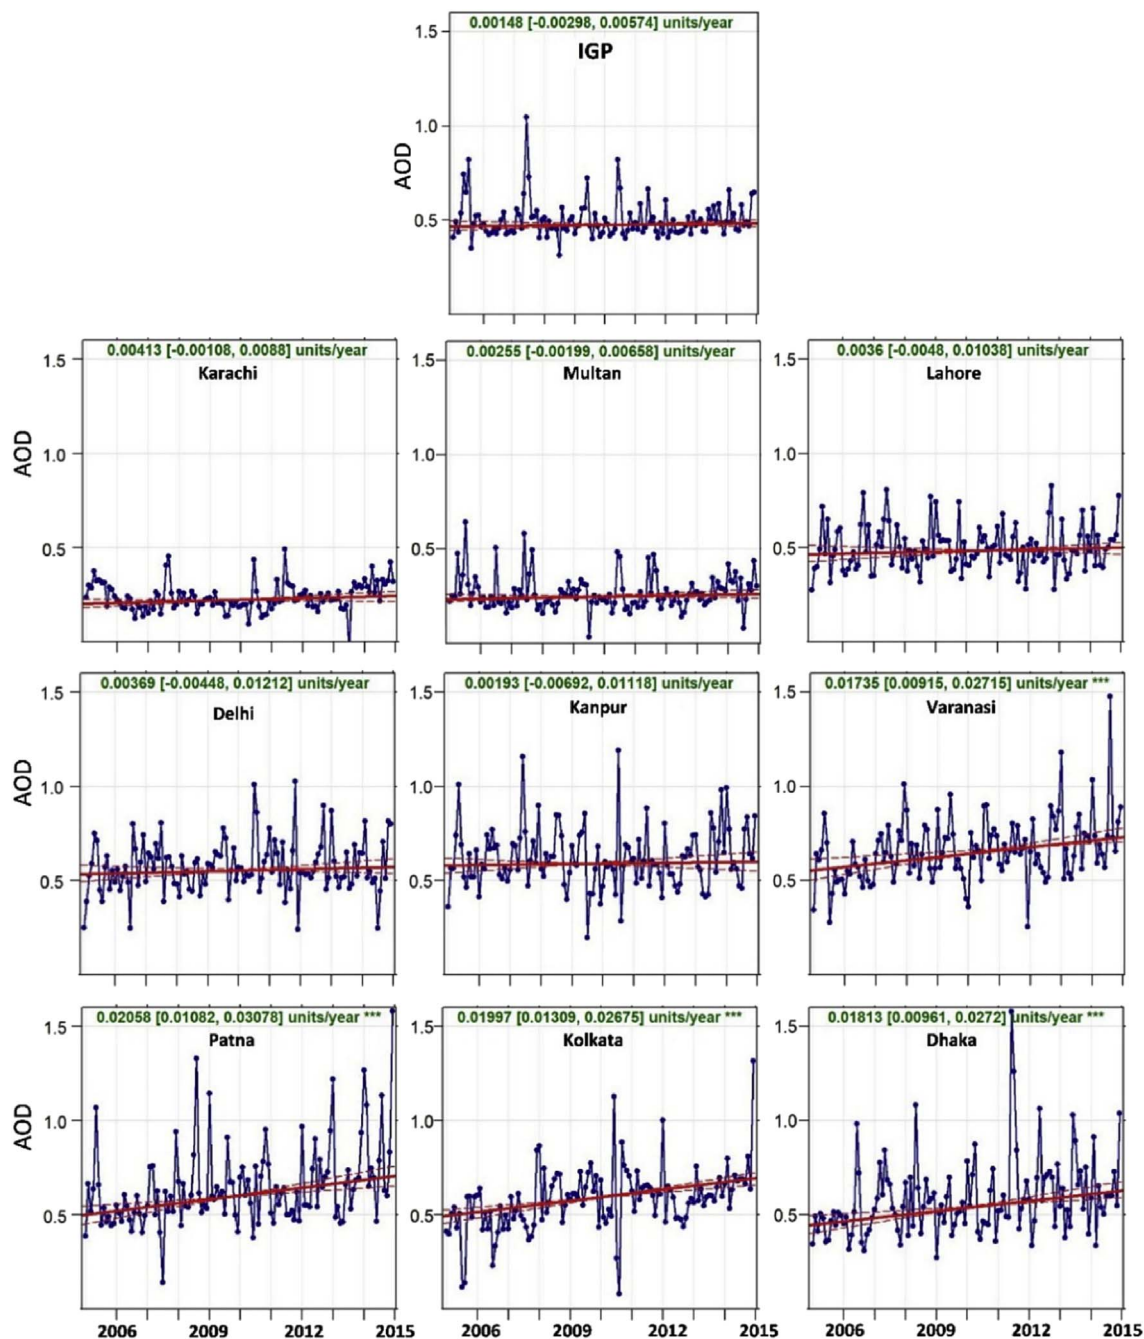 0.00148 [-0.00298, 0.00574] units/year
IGP
1.5
1.0
0.5
AOD
0.00413 [-0.00108, 0.0088] units/year
Karachi
1.5
1.0
0.5
AOD
0.00255 [-0.00199, 0.00658] units/year
Multan
1.5
1.0
0.5
0.0036 [-0.0048, 0.01038] units/year
Lahore
1.5
1.0
0.5
0.00369 [-0.00448, 0.01212] units/year
Delhi
1.5
1.0
0.5
AOD
0.00193 [-0.00692, 0.01118] units/year
Kanpur
1.5
1.0
0.5
0.01735 [0.00915, 0.02715] units/year ***
Varanasi
1.5
1.0
0.5
0.02058 [0.01082, 0.03078] units/year ***
Patna
1.5
1.0
0.5
AOD
2006 2009 2012 2015
0.01997 [0.01309, 0.02675] units/year ***
Kolkata
1.5
1.0
0.5
2006 2009 2012 2015
0.01813 [0.00961, 0.0272] units/year ***
Dhaka
1.5
1.0
0.5
2006 2009 2012 2015